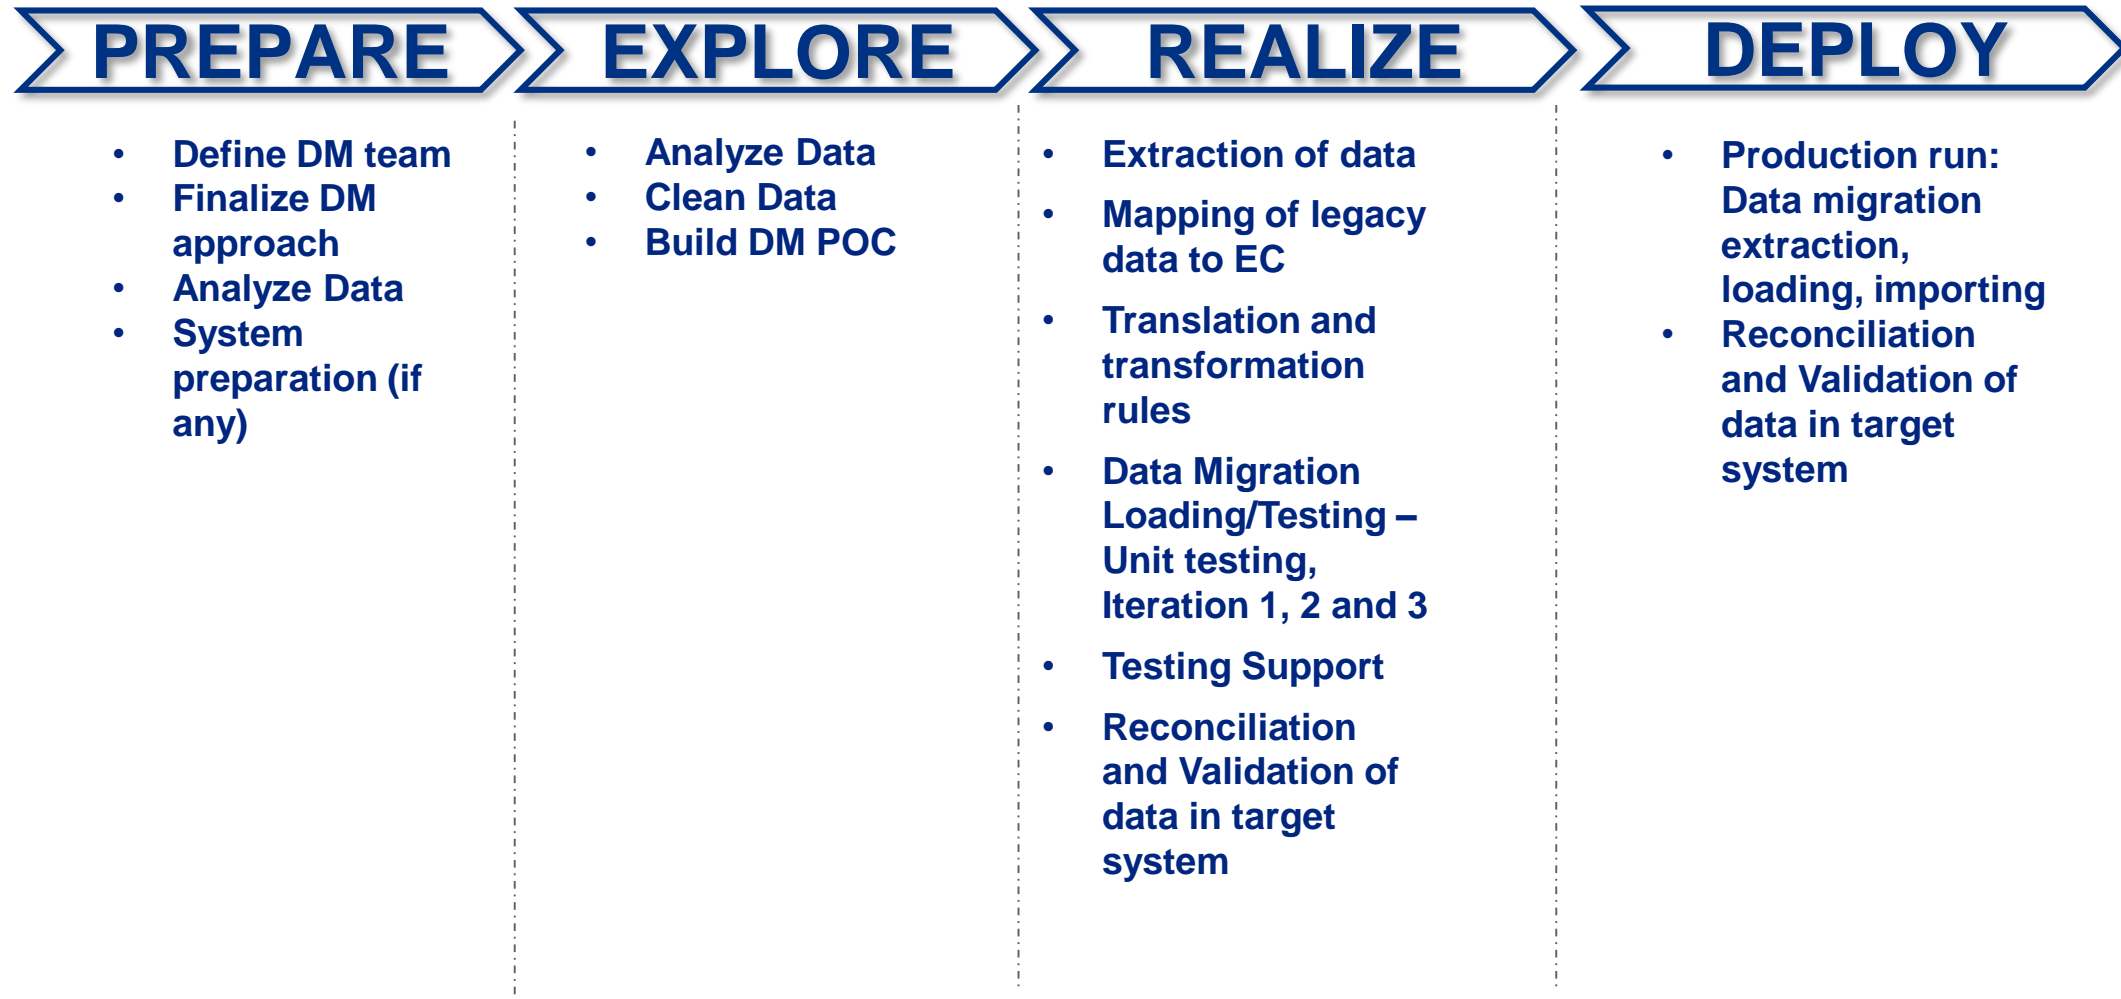 PREPARE
EXPLORE
REALIZE
DEPLOY
• Define DM team
• Finalize DM
approach
• Analyze Data
• System
preparation (if
any)
• Analyze Data
• Clean Data
• Build DM POC
• Extraction of data
• Mapping of legacy
data to EC
• Translation and
transformation
rules
• Data Migration
Loading/Testing –
Unit testing,
Iteration 1, 2 and 3
• Testing Support
• Reconciliation
and Validation of
data in target
system
• Production run:
Data migration
extraction,
loading, importing
• Reconciliation
and Validation of
data in target
system